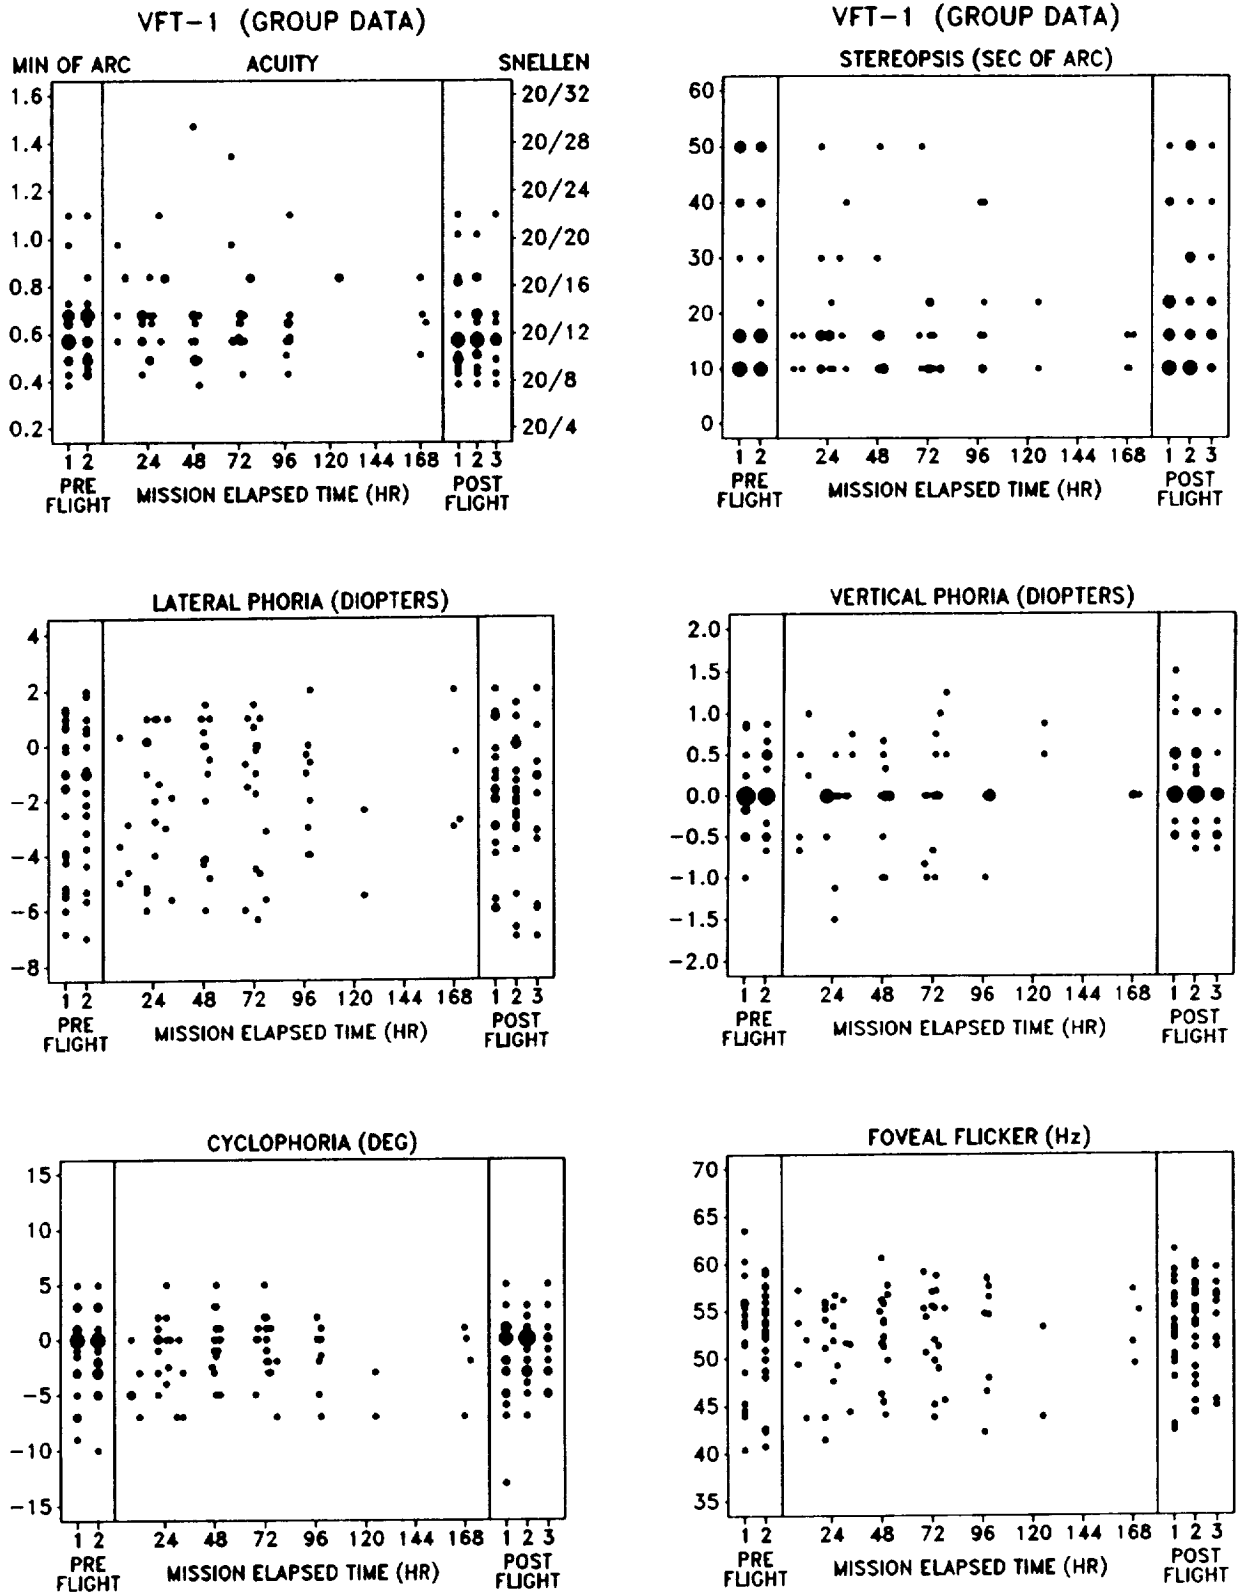 VFT-1 (GROUP DATA)
MIN OF ARC ACUITY SNELLEN
1.6 20/32
1.4 20/28
1.2 20/24
1.0 20/20
0.8 20/16
0.6 20/12
0.4 20/8
0.2 20/4
1 2 24 48 72 96 120 144 168 1 2 3
PRE FLIGHT MISSION ELAPSED TIME (HR) POST FLIGHT
VFT-1 (GROUP DATA)
STEREOPSIS (SEC OF ARC)
60
50
40
30
20
10
0
1 2 24 48 72 96 120 144 168 1 2 3
PRE FLIGHT MISSION ELAPSED TIME (HR) POST FLIGHT
LATERAL PHORIA (DIOPTERS)
4
2
0
-2
-4
-6
-8
1 2 24 48 72 96 120 144 168 1 2 3
PRE FLIGHT MISSION ELAPSED TIME (HR) POST FLIGHT
VERTICAL PHORIA (DIOPTERS)
2.0
1.5
1.0
0.5
0.0
-0.5
-1.0
-1.5
-2.0
1 2 24 48 72 96 120 144 168 1 2 3
PRE FLIGHT MISSION ELAPSED TIME (HR) POST FLIGHT
CYCLOPHORIA (DEG)
15
10
5
0
-5
-10
-15
1 2 24 48 72 96 120 144 168 1 2 3
PRE FLIGHT MISSION ELAPSED TIME (HR) POST FLIGHT
FOVEAL FLICKER (Hz)
70
65
60
55
50
45
40
35
1 2 24 48 72 96 120 144 168 1 2 3
PRE FLIGHT MISSION ELAPSED TIME (HR) POST FLIGHT